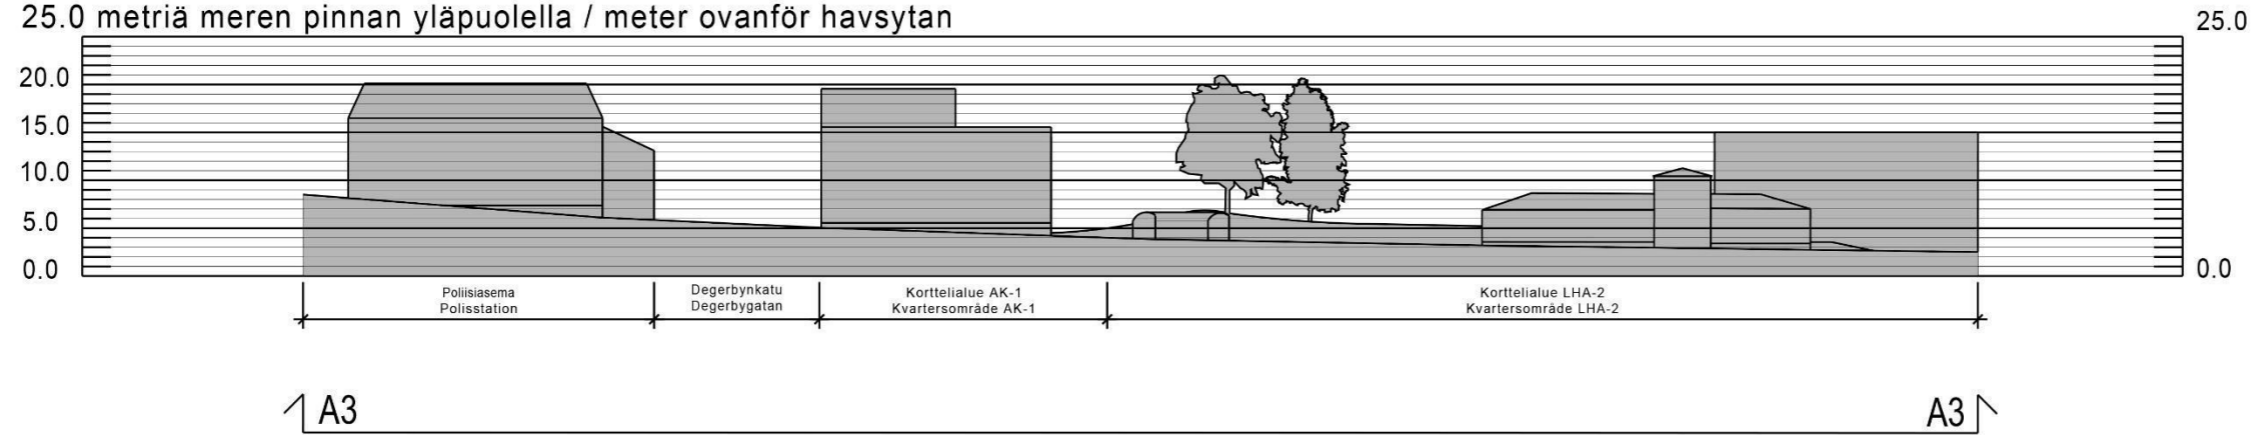 25.0 metriä meren pinnan yläpuolella / meter ovanför havsytan
25.0
20.0
15.0
10.0
5.0
0.0
0.0
Poliisiasema
Polisstation
Degerbynkatu
Degerbygatan
Korttelialue AK-1
Kvartersområde AK-1
Korttelialue LHA-2
Kvartersområde LHA-2
A3
A3